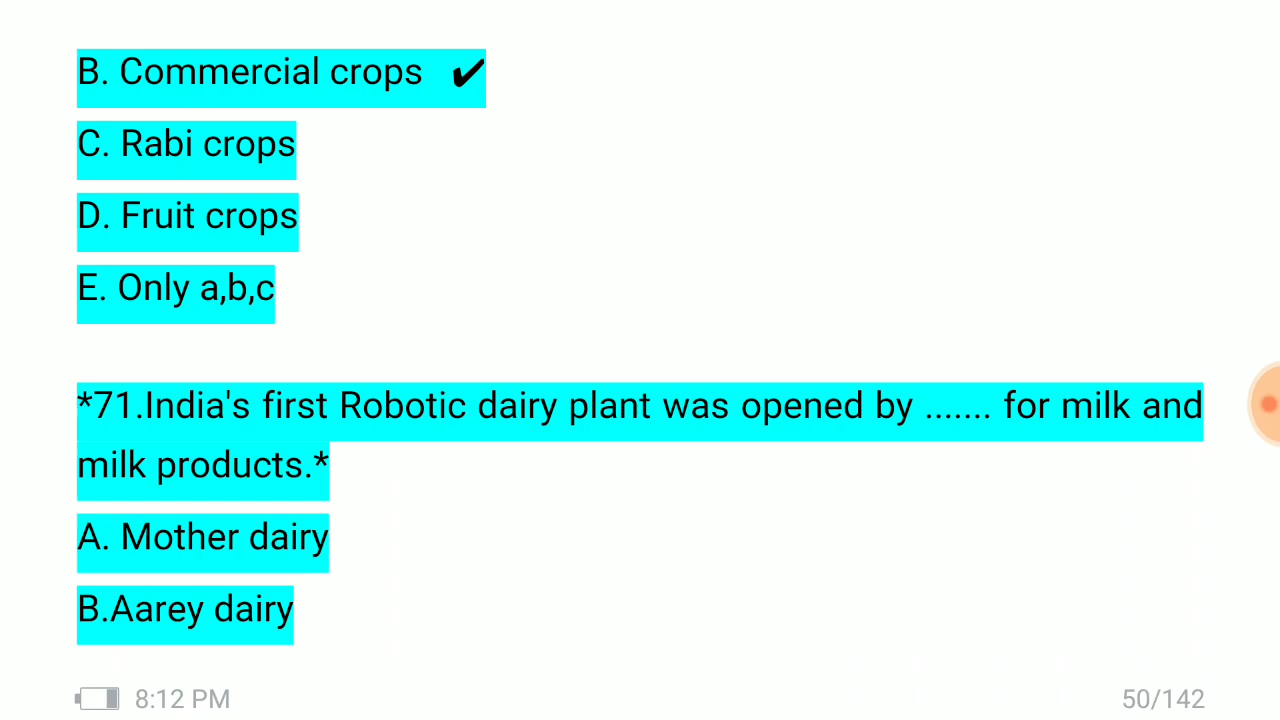 B. Commercial crops ✔
C. Rabi crops
D. Fruit crops
E. Only a,b,c
*71.India's first Robotic dairy plant was opened by ....... for milk and
milk products.*
A. Mother dairy
B.Aarey dairy
8:12 PM
50/142